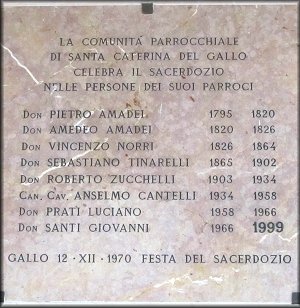 LA COMUNITÀ PARROCCHIALE
DI SANTA CATERINA DEL GALLO
CELEBRA IL SACERDOZIO
NELLE PERSONE DEI SUOI PARROCI
DON PIETRO AMADEI 1795 1820
DON AMEDEO AMADEI 1820 1826
DON VINCENZO NORRI 1826 1864
DON SEBASTIANO TINARELLI 1865 1902
DON ROBERTO ZUCCHELLI 1903 1934
CAN. CAV. ANSELMO CANTELLI 1934 1958
DON PRATI LUCIANO 1958 1966
DON SANTI GIOVANNI 1966 1999
GALLO 12·XII·1970 FESTA DEL SACERDOZIO